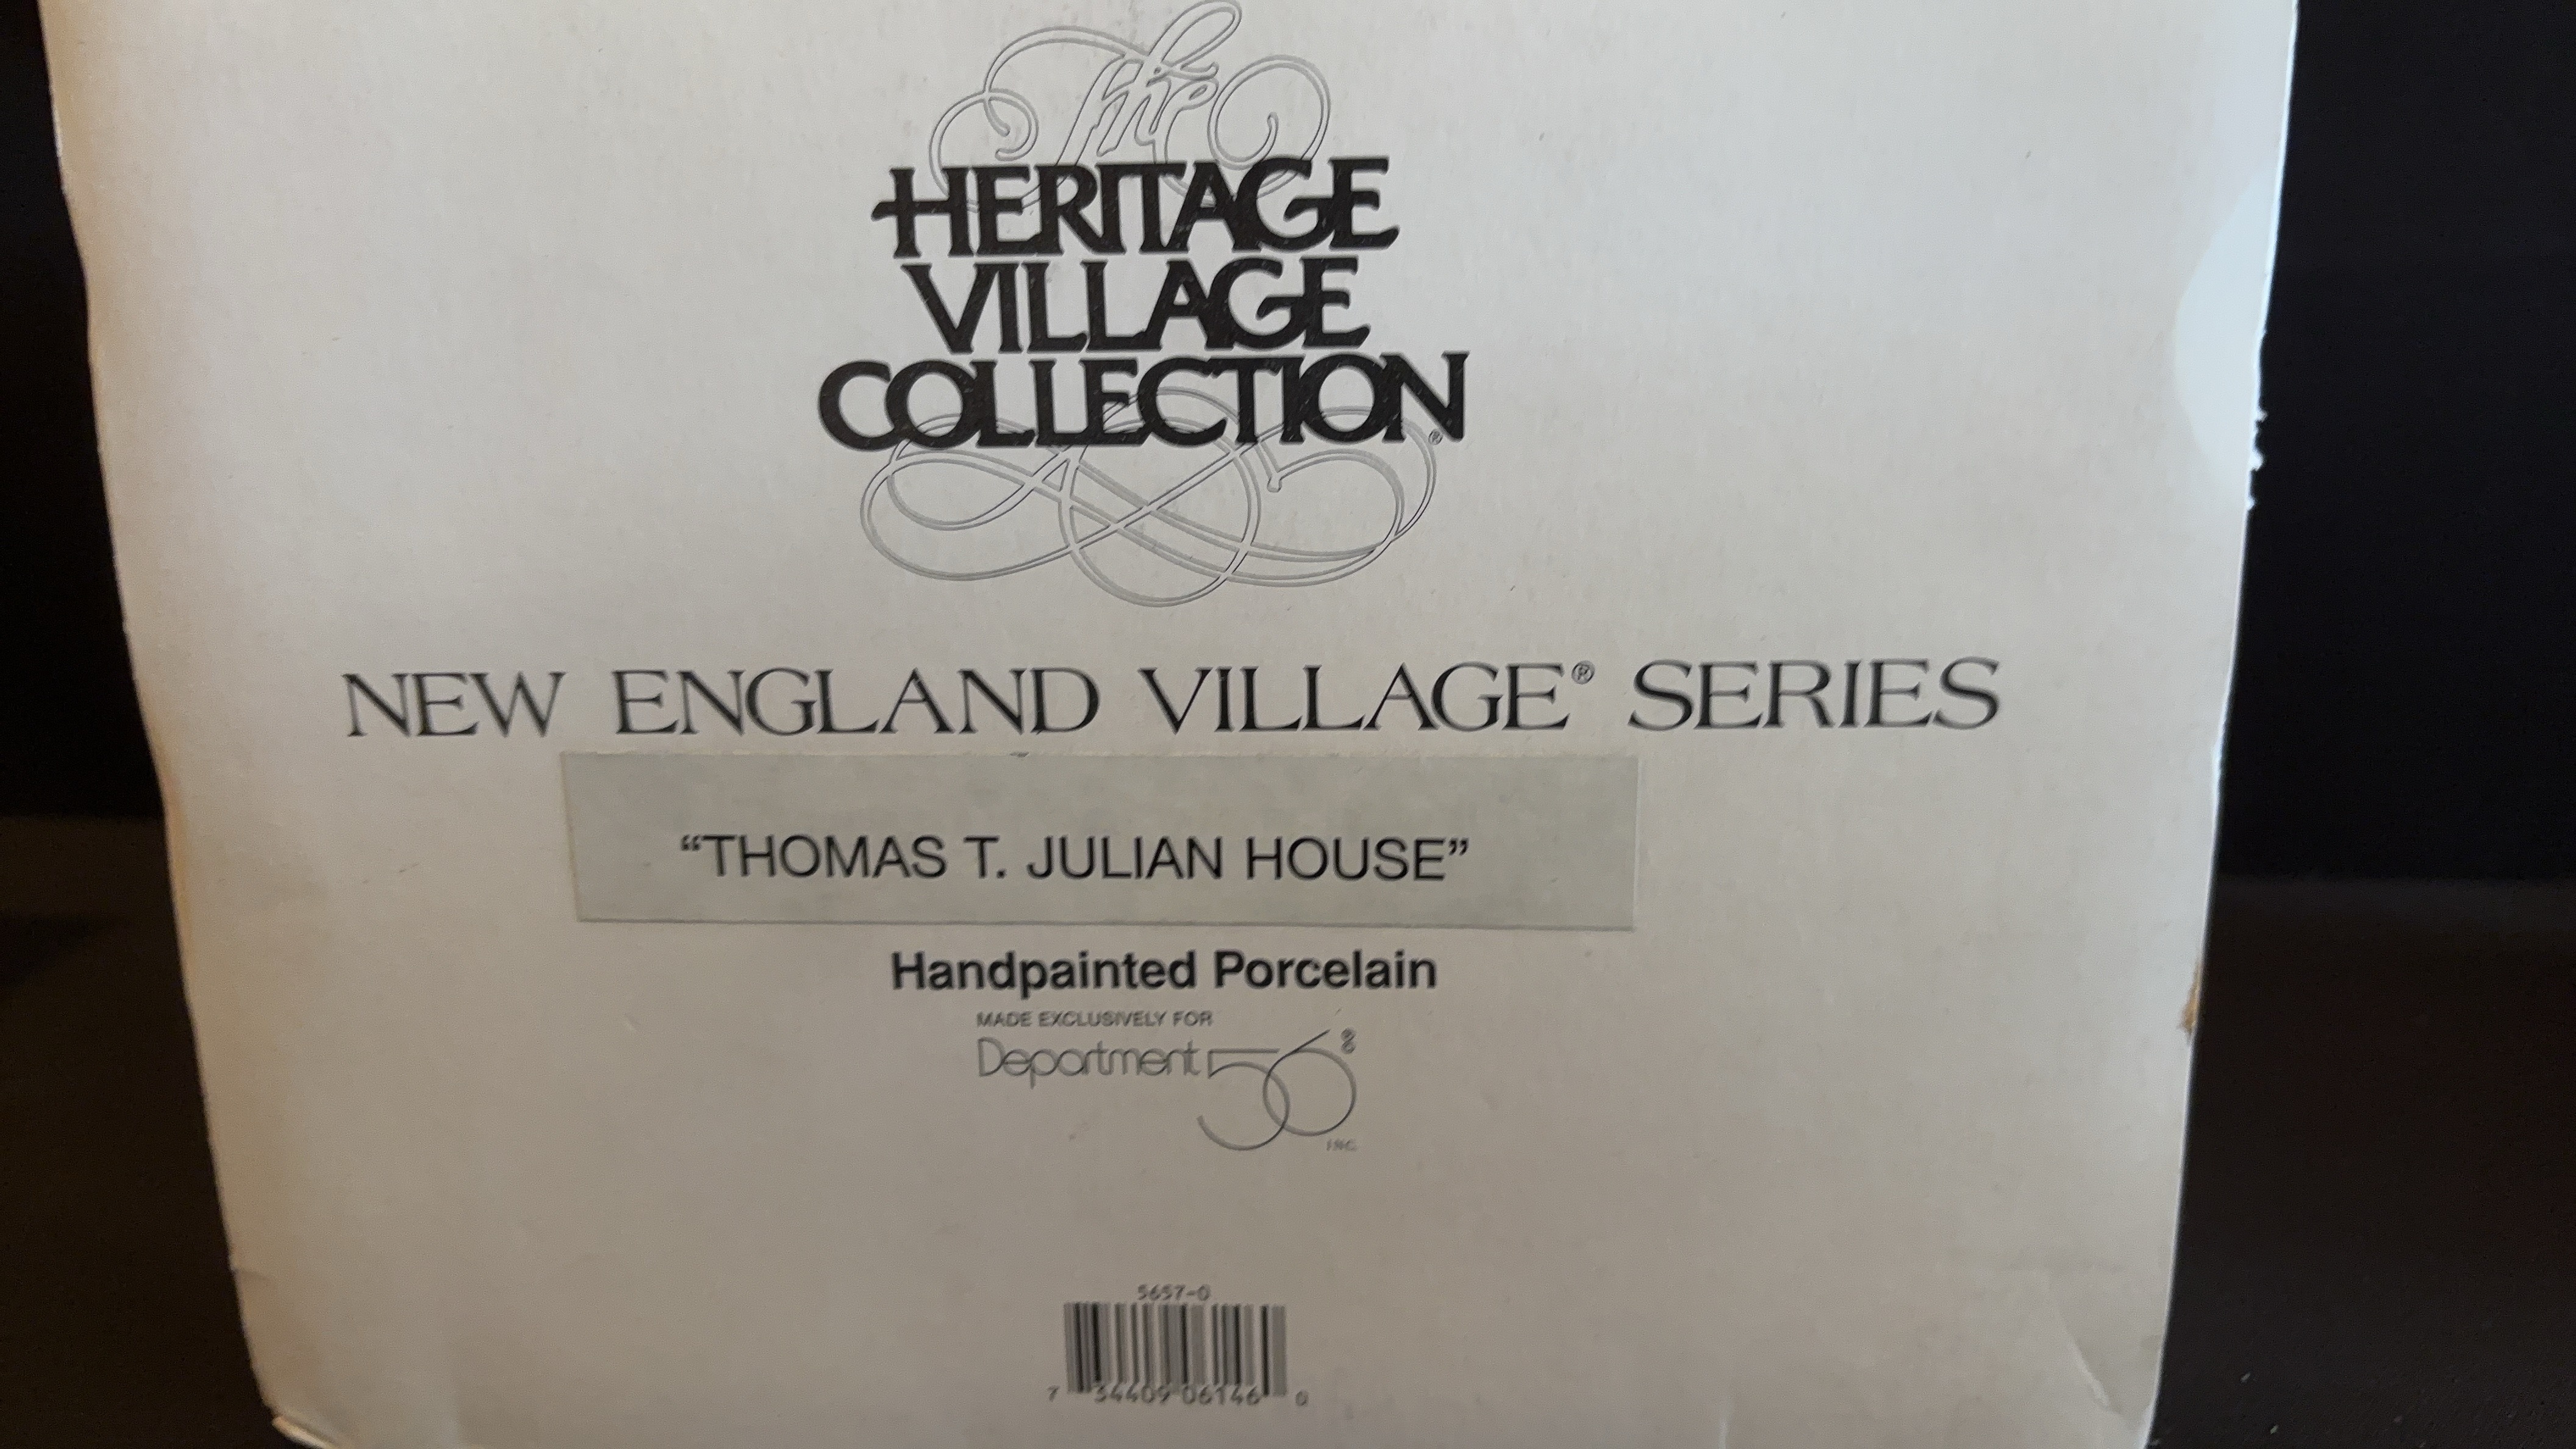 The
HERITAGE
VILLAGE
COLLECTION®
NEW ENGLAND VILLAGE® SERIES
“THOMAS T. JULIAN HOUSE”
Handpainted Porcelain
MADE EXCLUSIVELY FOR
Department 56®
INC.
5657-0
7 34409 06146 0